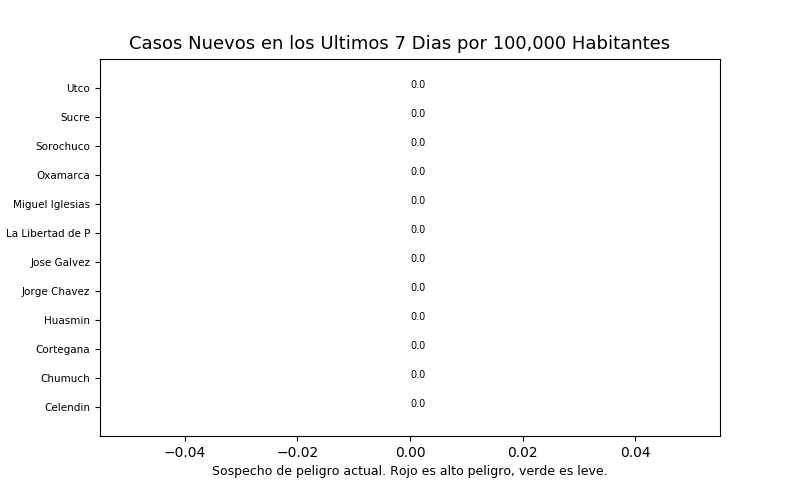 Casos Nuevos en los Ultimos 7 Dias por 100,000 Habitantes
Utco 0.0
Sucre 0.0
Sorochuco 0.0
Oxamarca 0.0
Miguel Iglesias 0.0
La Libertad de P 0.0
Jose Galvez 0.0
Jorge Chavez 0.0
Huasmin 0.0
Cortegana 0.0
Chumuch 0.0
Celendin 0.0
−0.04 −0.02 0.00 0.02 0.04
Sospecho de peligro actual. Rojo es alto peligro, verde es leve.